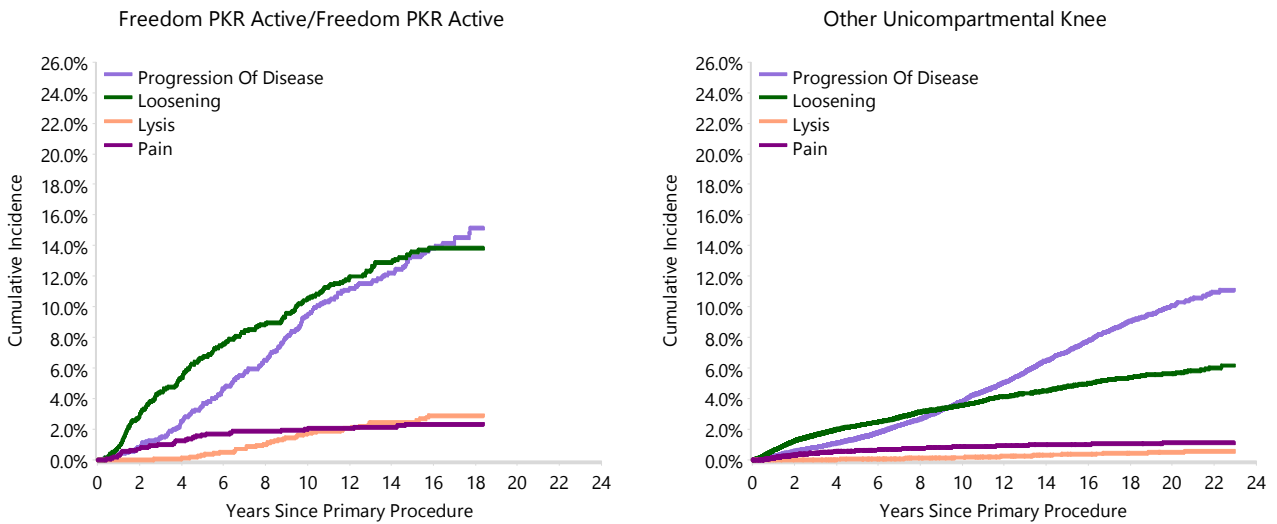 Freedom PKR Active/Freedom PKR Active
26.0%
24.0%
22.0%
20.0%
18.0%
16.0%
14.0%
12.0%
10.0%
8.0%
6.0%
4.0%
2.0%
0.0%
Cumulative Incidence
Progression Of Disease
Loosening
Lysis
Pain
0 2 4 6 8 10 12 14 16 18 20 22 24
Years Since Primary Procedure
Other Unicompartmental Knee
26.0%
24.0%
22.0%
20.0%
18.0%
16.0%
14.0%
12.0%
10.0%
8.0%
6.0%
4.0%
2.0%
0.0%
Cumulative Incidence
Progression Of Disease
Loosening
Lysis
Pain
0 2 4 6 8 10 12 14 16 18 20 22 24
Years Since Primary Procedure